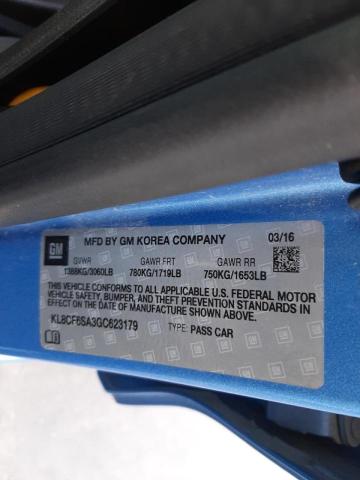 GM MFD BY GM KOREA COMPANY 03/16
GVWR GAWR FRT GAWR RR
1388KG/3060LB 780KG/1719LB 750KG/1653LB
THIS VEHICLE CONFORMS TO ALL APPLICABLE U.S. FEDERAL MOTOR
VEHICLE SAFETY, BUMPER, AND THEFT PREVENTION STANDARDS IN
EFFECT ON THE DATE OF MANUFACTURE SHOWN ABOVE.
KL8CF6SA3GC623179 TYPE: PASS CAR